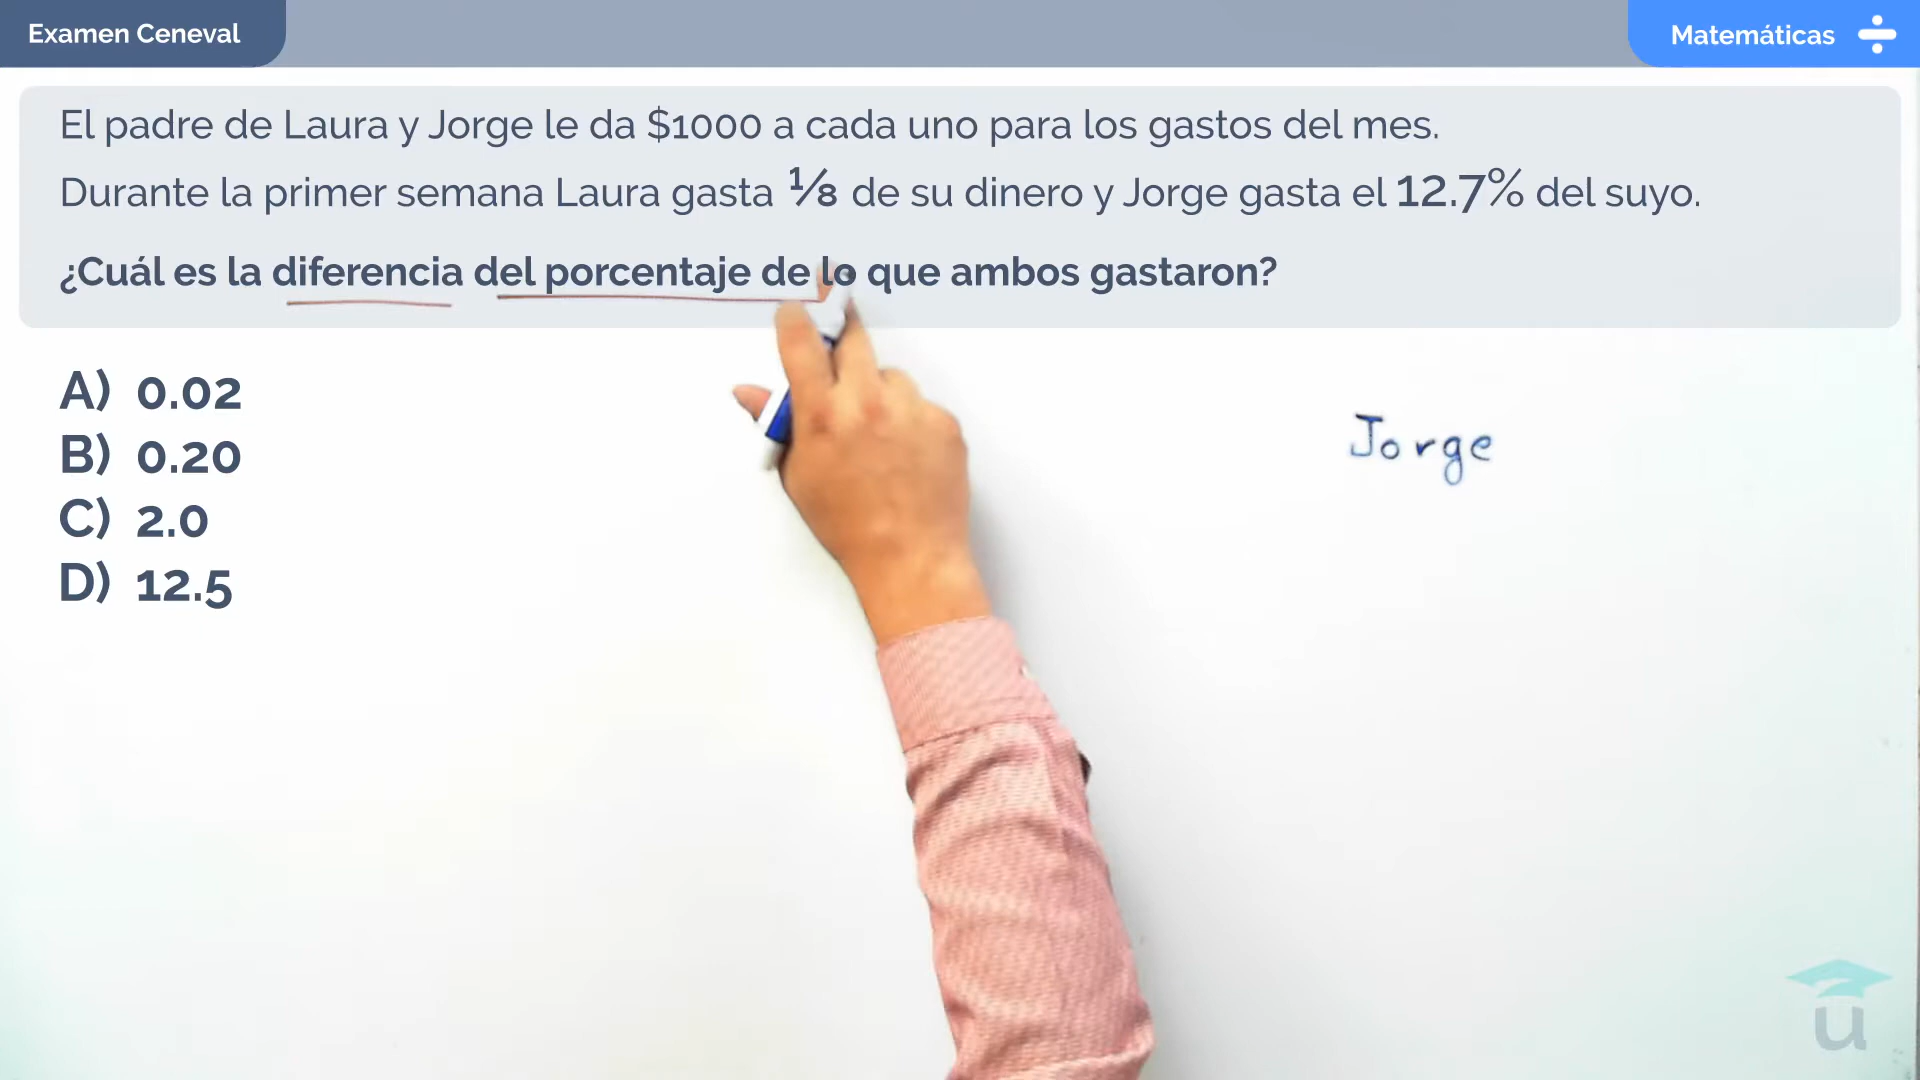 Examen Ceneval
Matemáticas
El padre de Laura y Jorge le da $1000 a cada uno para los gastos del mes.
Durante la primer semana Laura gasta ⅛ de su dinero y Jorge gasta el 12.7% del suyo.
¿Cuál es la diferencia del porcentaje de lo que ambos gastaron?
A) 0.02
B) 0.20
C) 2.0
D) 12.5
Jorge
u